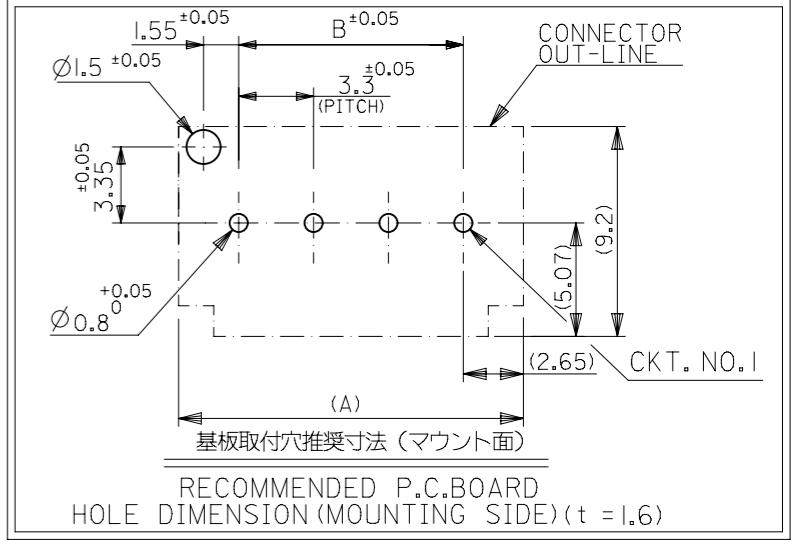 1.55±0.05
B±0.05
CONNECTOR
OUT-LINE
Ø1.5 ±0.05
3.3±0.05
(PITCH)
3.35±0.05
(9.2)
(5.07)
Ø0.8 +0.05 0
(2.65)
CKT. NO.1
(A)
基板取付穴推奨寸法（マウント面）
RECOMMENDED P.C.BOARD
HOLE DIMENSION(MOUNTING SIDE)(t =1.6)